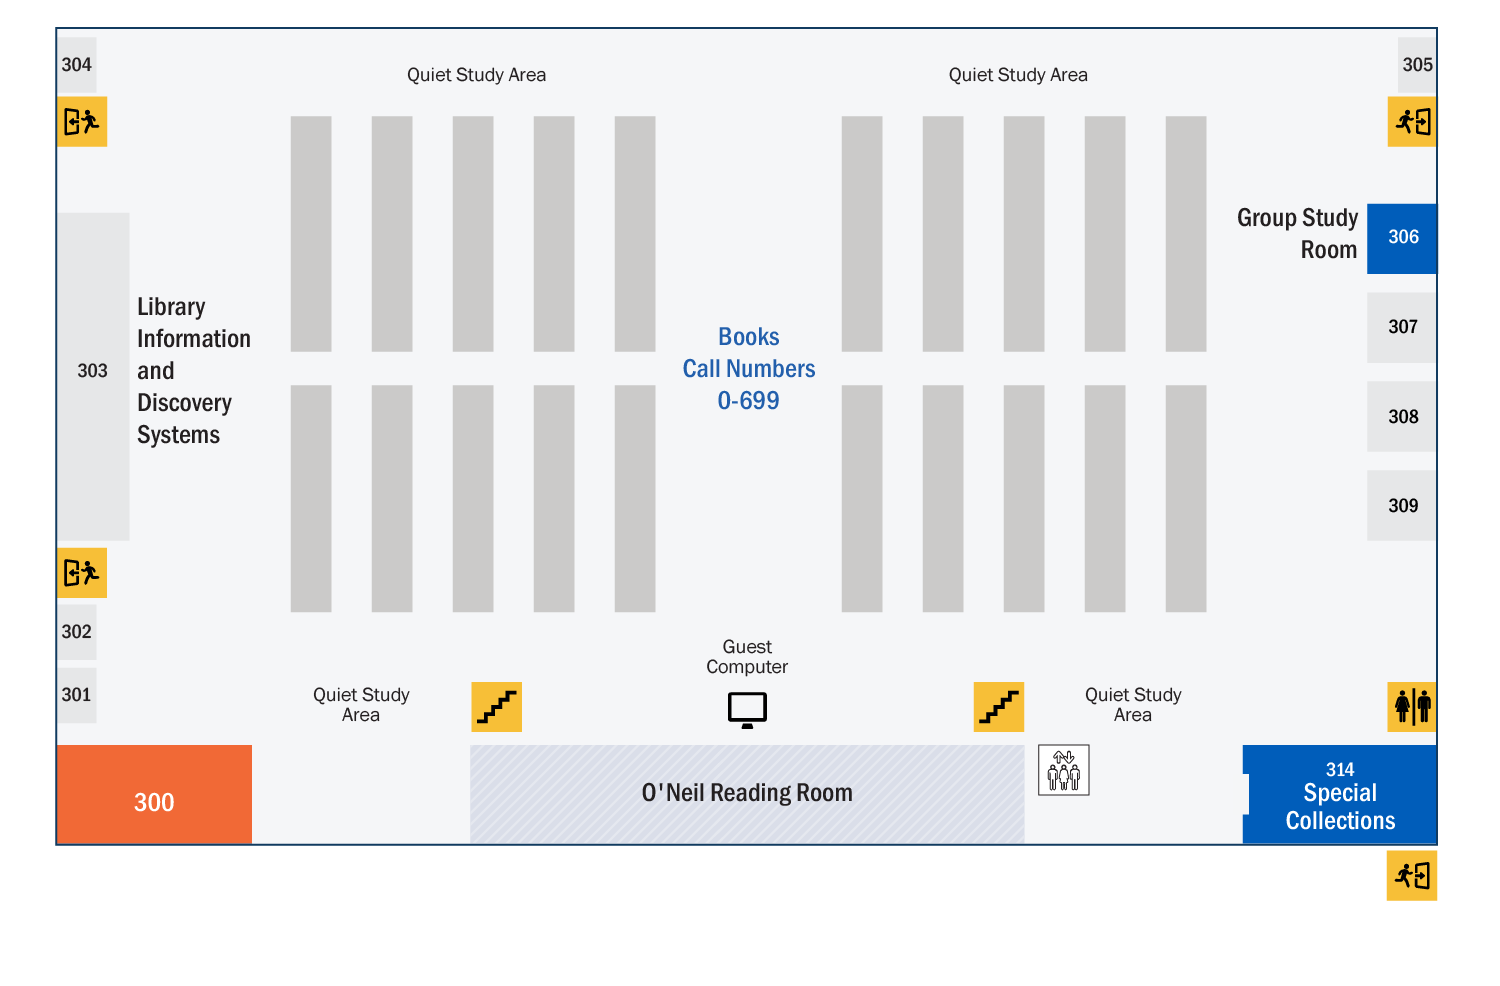 304
Quiet Study Area
Quiet Study Area
305
Group Study
Room
306
Library
Information
and
Discovery
Systems
303
Books
Call Numbers
0-699
307
308
309
302
301
Guest
Computer
Quiet Study
Area
Quiet Study
Area
300
O'Neil Reading Room
314
Special
Collections